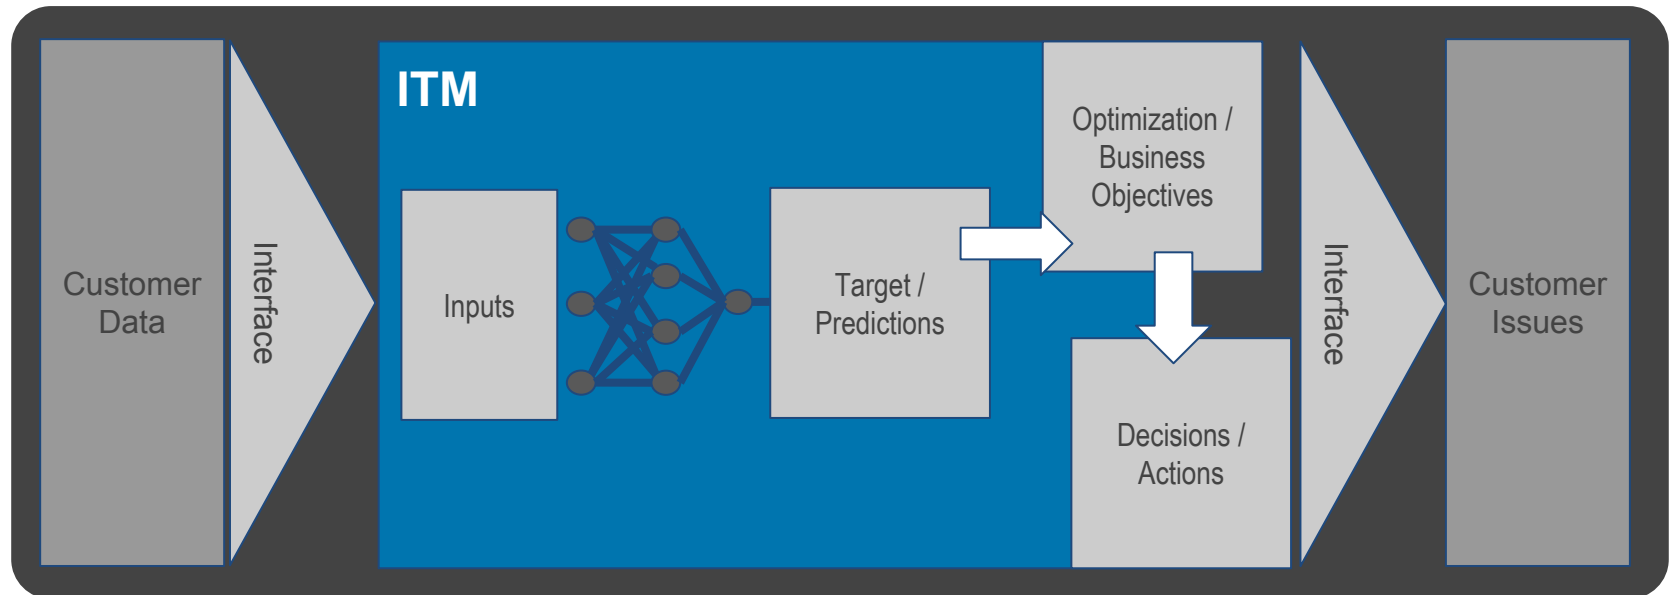 Customer
Data
Interface
ITM
Inputs
Target /
Predictions
Optimization /
Business
Objectives
Decisions /
Actions
Interface
Customer
Issues